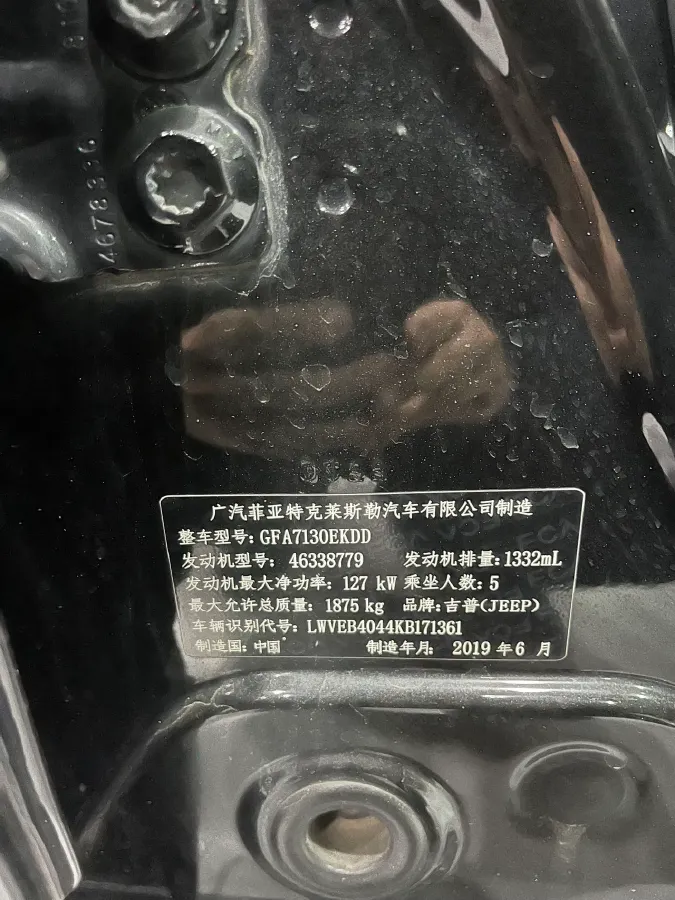 4678336
广汽菲亚特克莱斯勒汽车有限公司制造
整车型号: GFA7130EKDD
发动机型号: 46338779 发动机排量: 1332mL
发动机最大净功率: 127 kW 乘坐人数: 5
最大允许总质量: 1875 kg 品牌: 吉普(JEEP)
车辆识别代号: LWVEB4044KB171361
制造国: 中国 制造年月: 2019 年 6 月